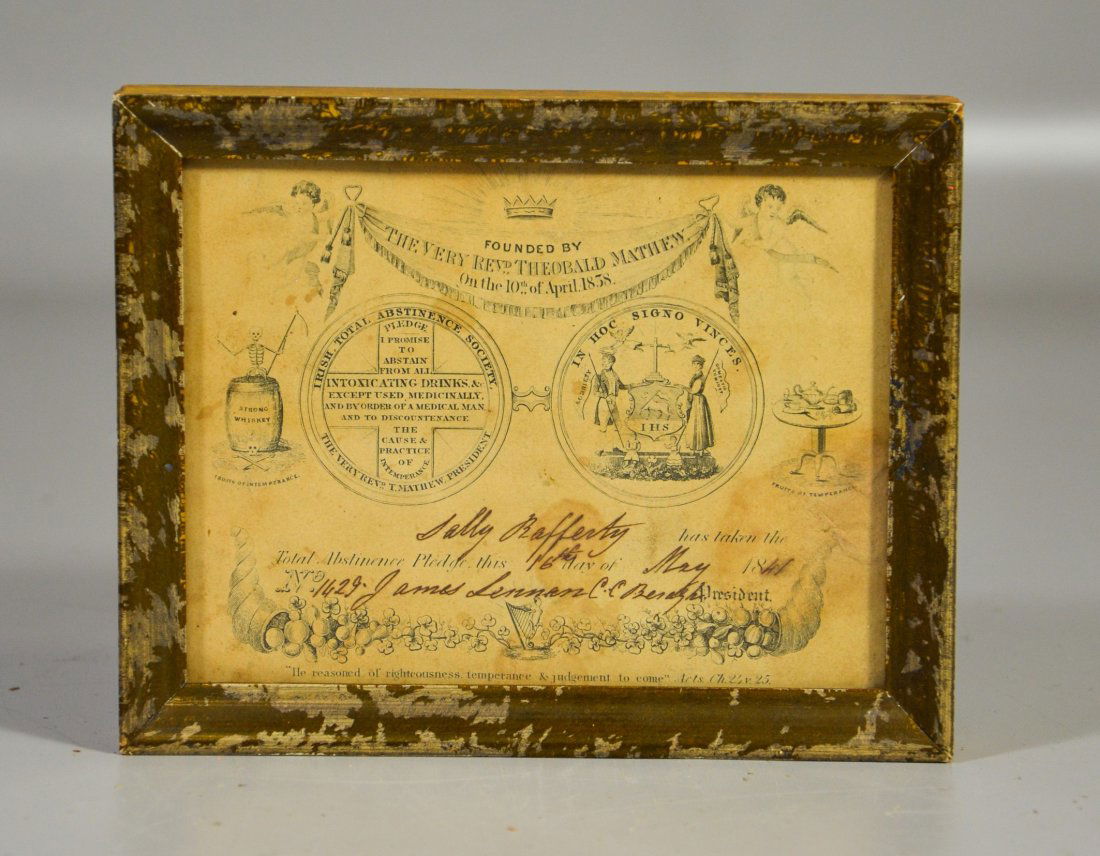 FOUNDED BY
THE VERY REVD. THEOBALD MATHEW
On the 10th. of April, 1838.
IRISH TOTAL ABSTINENCE SOCIETY.
PLEDGE
I PROMISE
TO
ABSTAIN
FROM ALL
INTOXICATING DRINKS, &c
EXCEPT USED MEDICINALLY,
AND BY ORDER OF A MEDICAL MAN,
AND TO DISCOUNTENANCE
THE
CAUSE &
PRACTICE
OF
INTEMPERANCE
THE VERY REVD. T. MATHEW, PRESIDENT
IN HOC SIGNO VINCES.
SOBRIETY
IHS
STRONG
WHISKEY
FRUITS OF INTEMPERANCE.
FRUITS OF TEMPERANCE.
Sally Rafferty has taken the
Total Abstinence Pledge, this 16th day of May 1841
No. 1429 James Lennan C.C. President.
"He reasoned of righteousness, temperance & judgement to come" Acts. Ch. 24 v. 25.